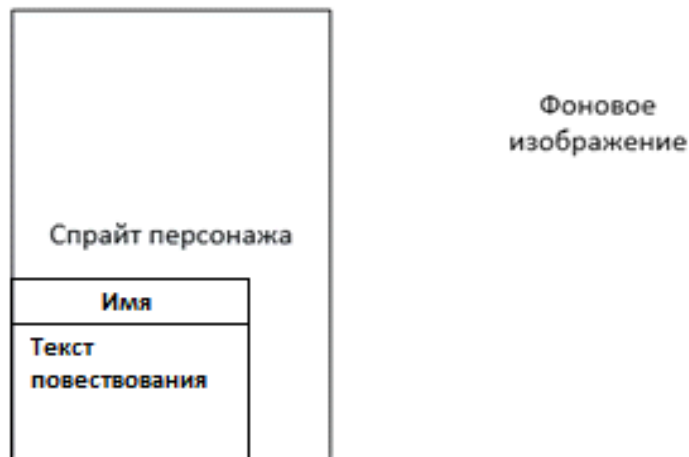 Фоновое
изображение
Спрайт персонажа
Имя
Текст
повествования